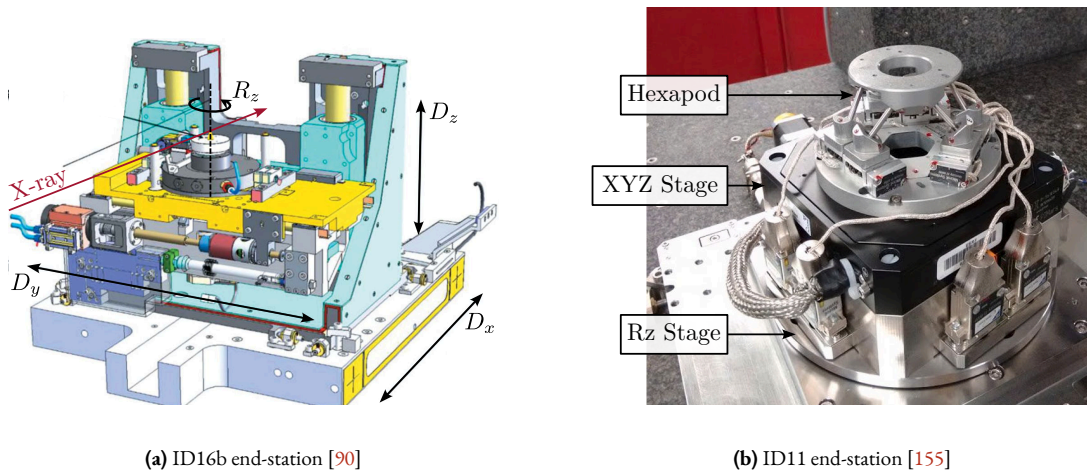 R_z
D_z
X-ray
D_y
D_x
Hexapod
XYZ Stage
Rz Stage
(a) ID16b end-station [90]
(b) ID11 end-station [155]